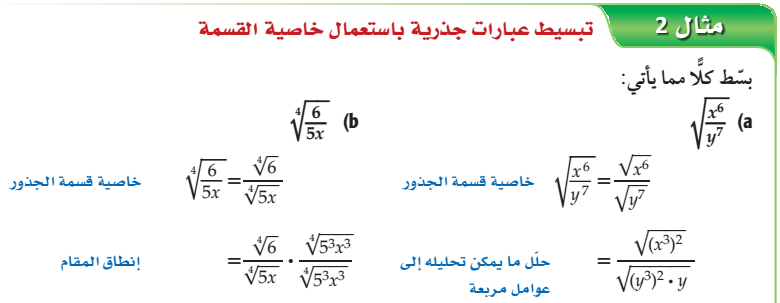 مثال 2 تبسيط عبارات جذرية باستعمال خاصية القسمة
بسّط كلًّا مما يأتي:
(a $\sqrt{\frac{x^6}{y^7}}$
$\sqrt{\frac{x^6}{y^7}} = \frac{\sqrt{x^6}}{\sqrt{y^7}}$ خاصية قسمة الجذور
$= \frac{\sqrt{(x^3)^2}}{\sqrt{(y^3)^2 \cdot y}}$ حلّل ما يمكن تحليله إلى
عوامل مربعة
(b $\sqrt[4]{\frac{6}{5x}}$
$\sqrt[4]{\frac{6}{5x}} = \frac{\sqrt[4]{6}}{\sqrt[4]{5x}}$ خاصية قسمة الجذور
$= \frac{\sqrt[4]{6}}{\sqrt[4]{5x}} \cdot \frac{\sqrt[4]{5^3x^3}}{\sqrt[4]{5^3x^3}}$ إنطاق المقام